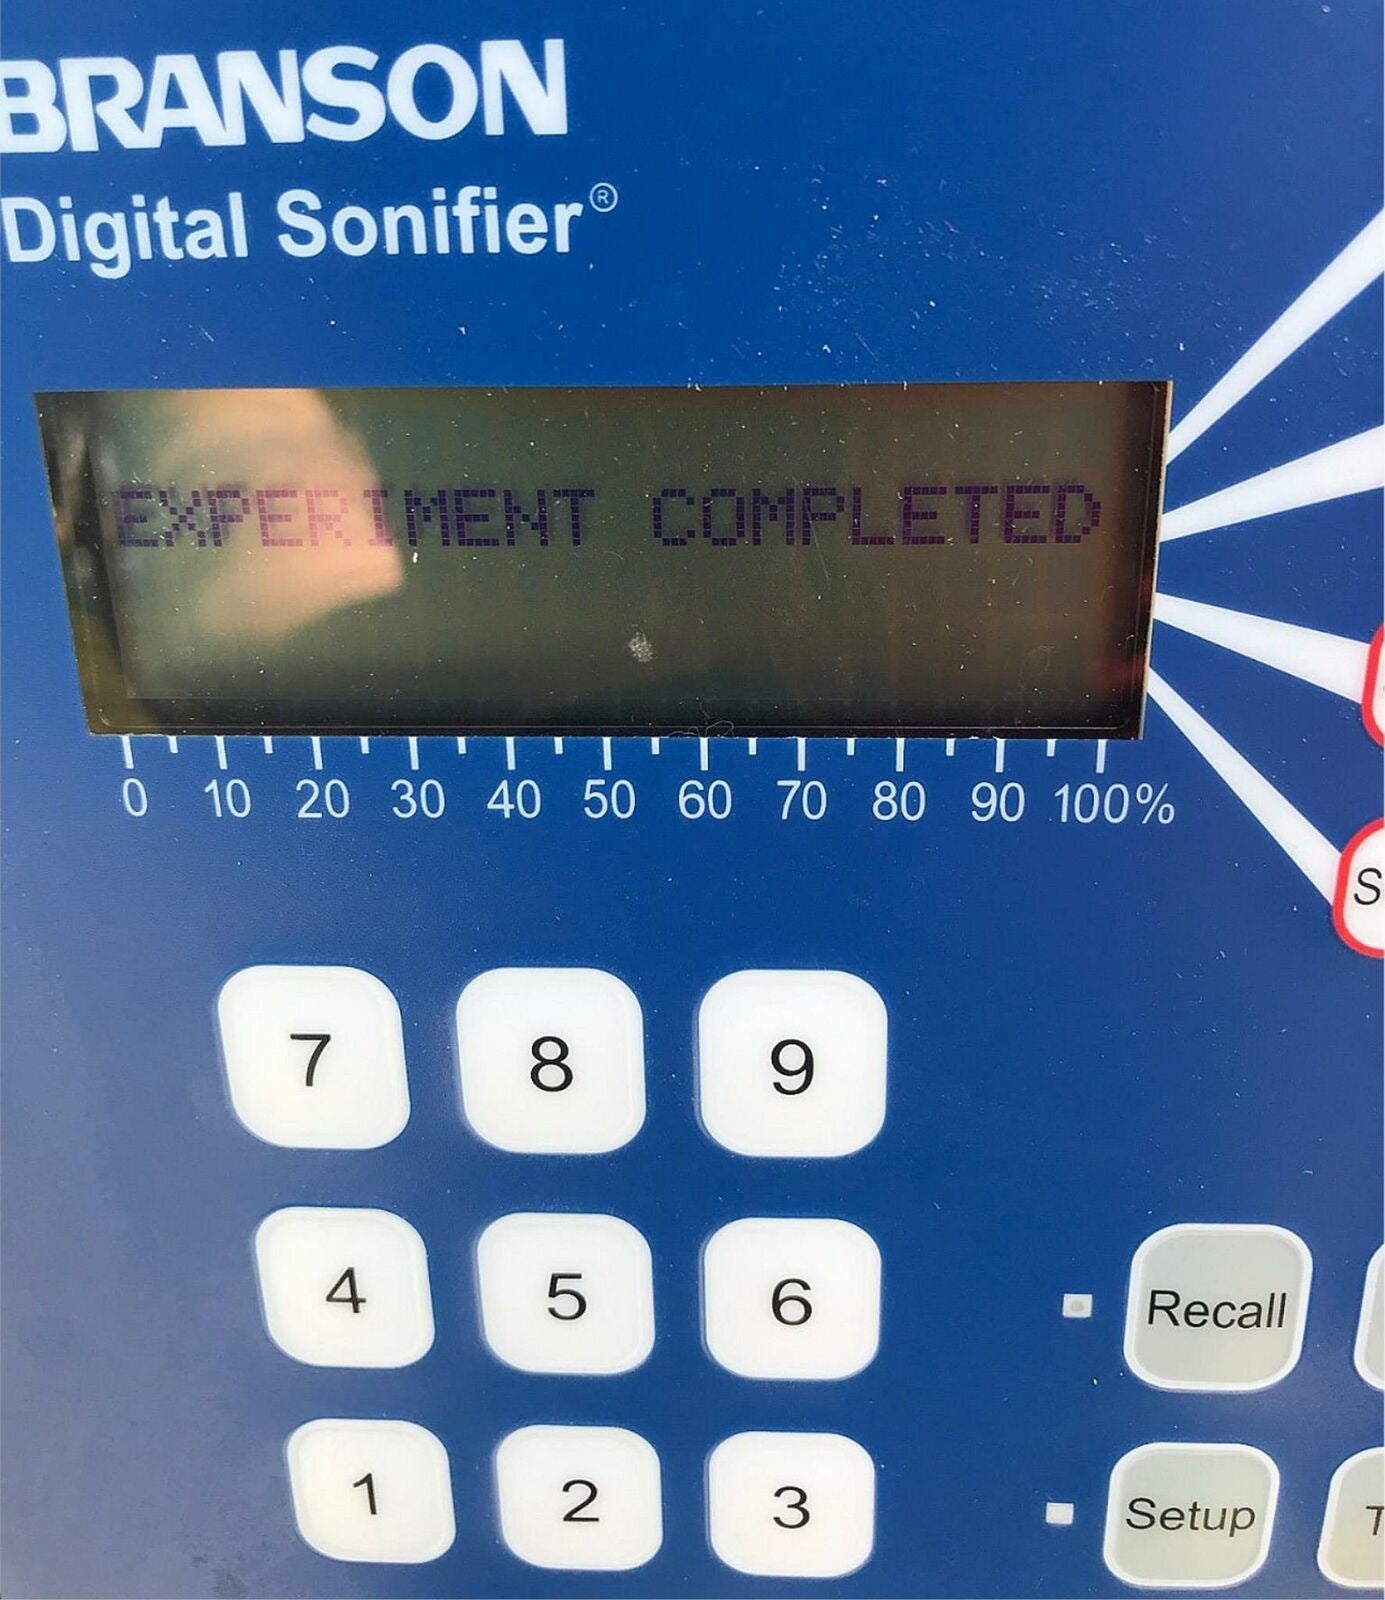 BRANSON
Digital Sonifier®
EXPERIMENT COMPLETED
0 10 20 30 40 50 60 70 80 90 100%
S
7 8 9
4 5 6 Recall
1 2 3 Setup T